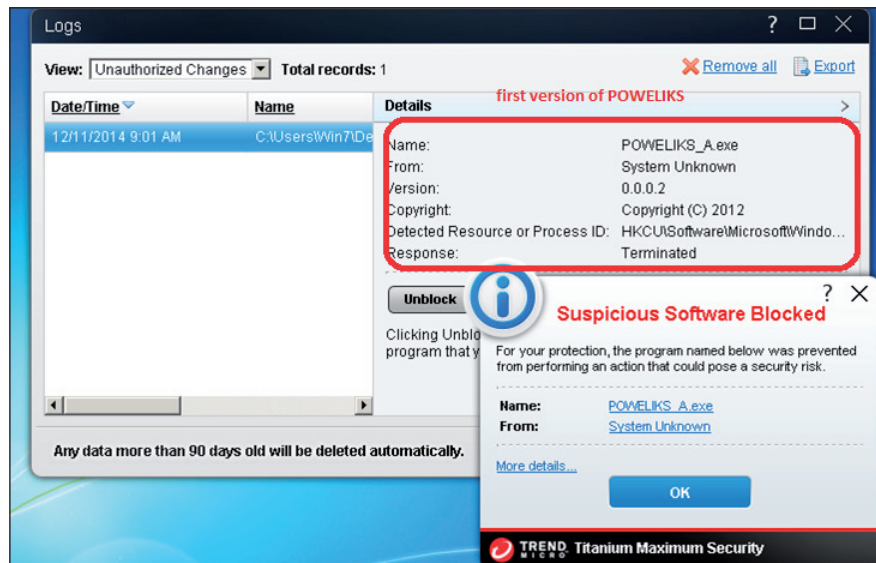 Logs
?
View: Unauthorized Changes Total records: 1 Remove all Export
first version of POWELIKS
Date/Time Name Details >
12/11/2014 9:01 AM C:\Users\Win7\De
Name: POWELIKS_A.exe
From: System Unknown
Version: 0.0.0.2
Copyright: Copyright (C) 2012
Detected Resource or Process ID: HKCU\Software\Microsoft\Windo...
Response: Terminated
Unblock
Clicking Unblo
program that y
Any data more than 90 days old will be deleted automatically.
?
Suspicious Software Blocked
For your protection, the program named below was prevented
from performing an action that could pose a security risk.
Name: POWELIKS_A.exe
From: System Unknown
More details...
OK
TREND MICRO Titanium Maximum Security